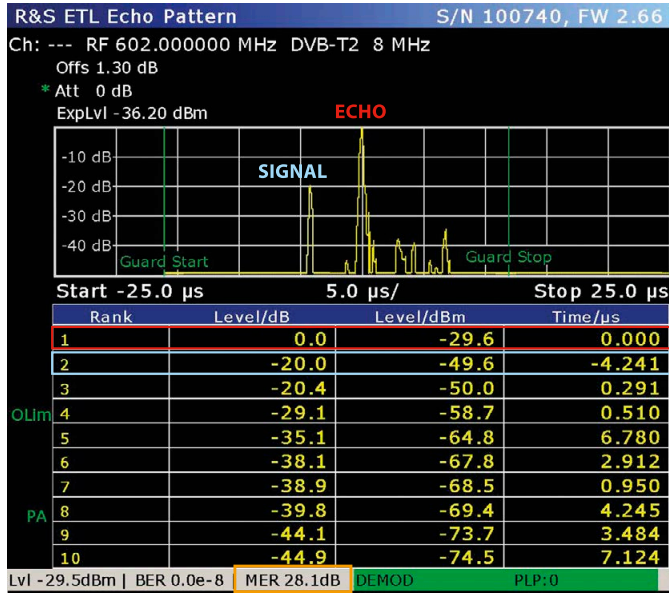 R&S ETL Echo Pattern S/N 100740, FW 2.66
Ch: --- RF 602.000000 MHz DVB-T2 8 MHz
Offs 1.30 dB
* Att 0 dB
ExpLvl -36.20 dBm
ECHO
SIGNAL
-10 dB
-20 dB
-30 dB
-40 dB
Guard Start Guard Stop
Start -25.0 µs 5.0 µs/ Stop 25.0 µs
Rank Level/dB Level/dBm Time/µs
1 0.0 -29.6 0.000
2 -20.0 -49.6 -4.241
3 -20.4 -50.0 0.291
OLim 4 -29.1 -58.7 0.510
5 -35.1 -64.8 6.780
6 -38.1 -67.8 2.912
7 -38.9 -68.5 0.950
PA 8 -39.8 -69.4 4.245
9 -44.1 -73.7 3.484
10 -44.9 -74.5 7.124
Lvl -29.5dBm | BER 0.0e-8 | MER 28.1dB DEMOD PLP:0